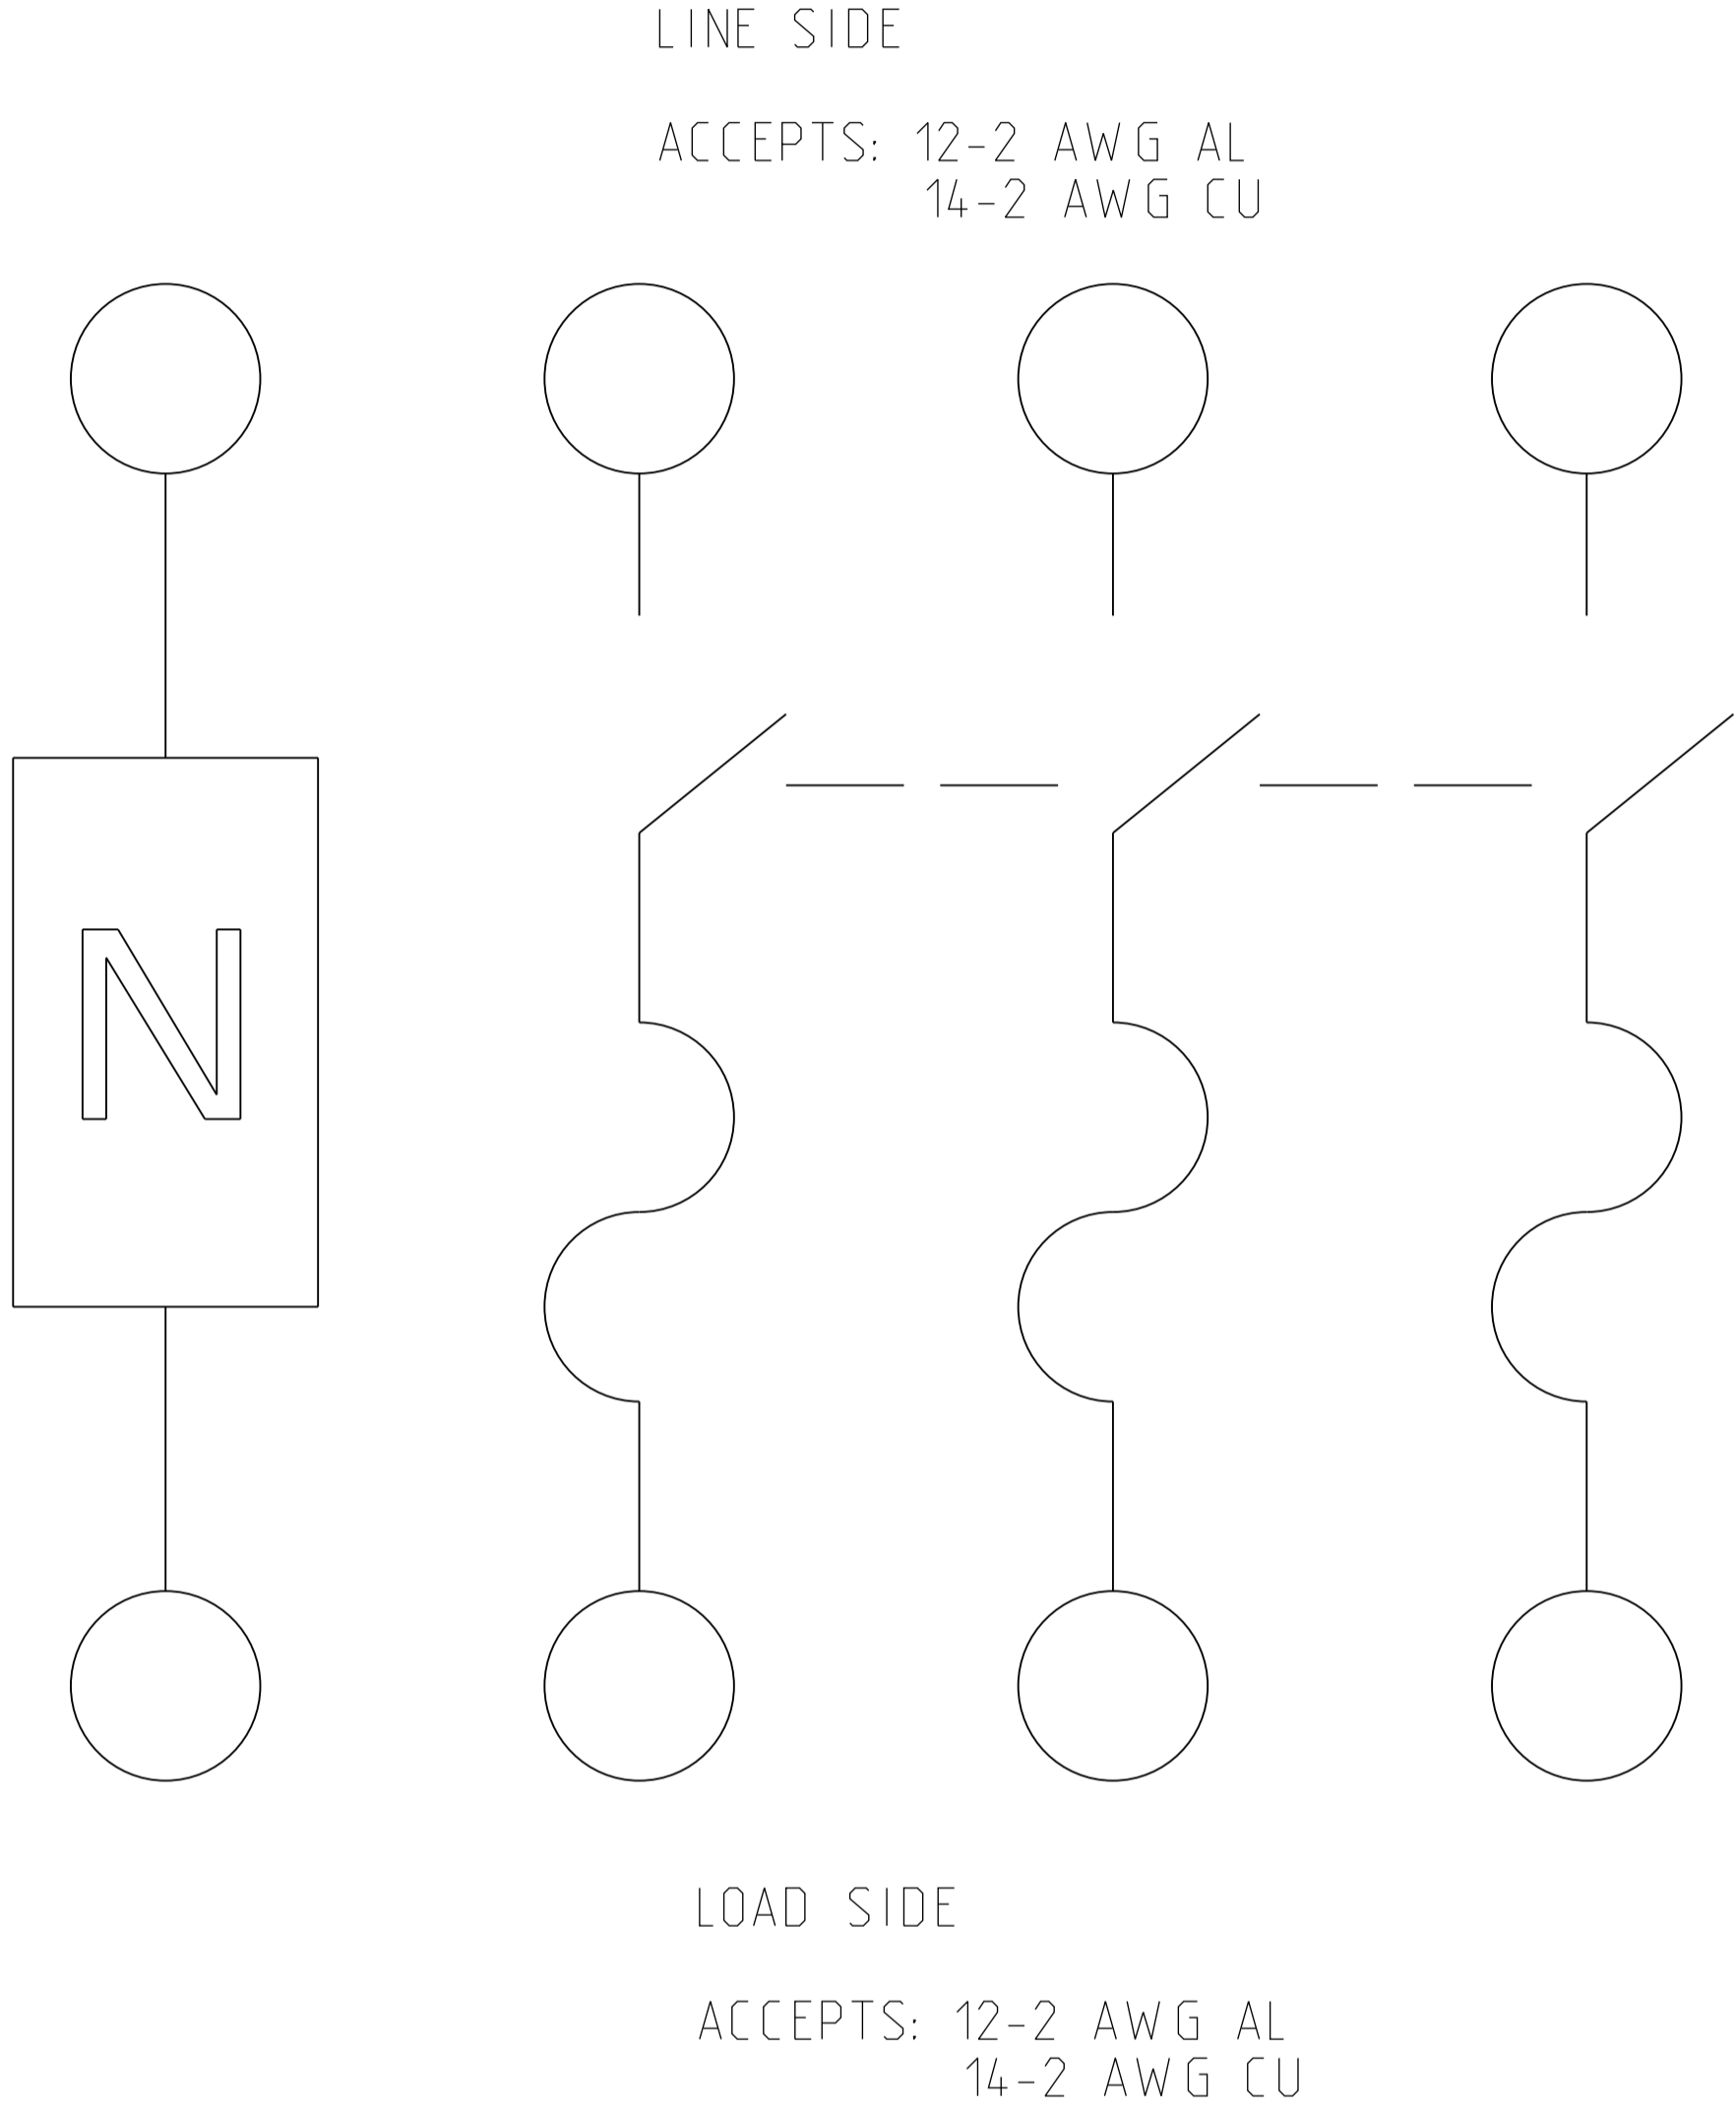 LINE SIDE
ACCEPTS: 12-2 AWG AL
14-2 AWG CU
N
LOAD SIDE
ACCEPTS: 12-2 AWG AL
14-2 AWG CU